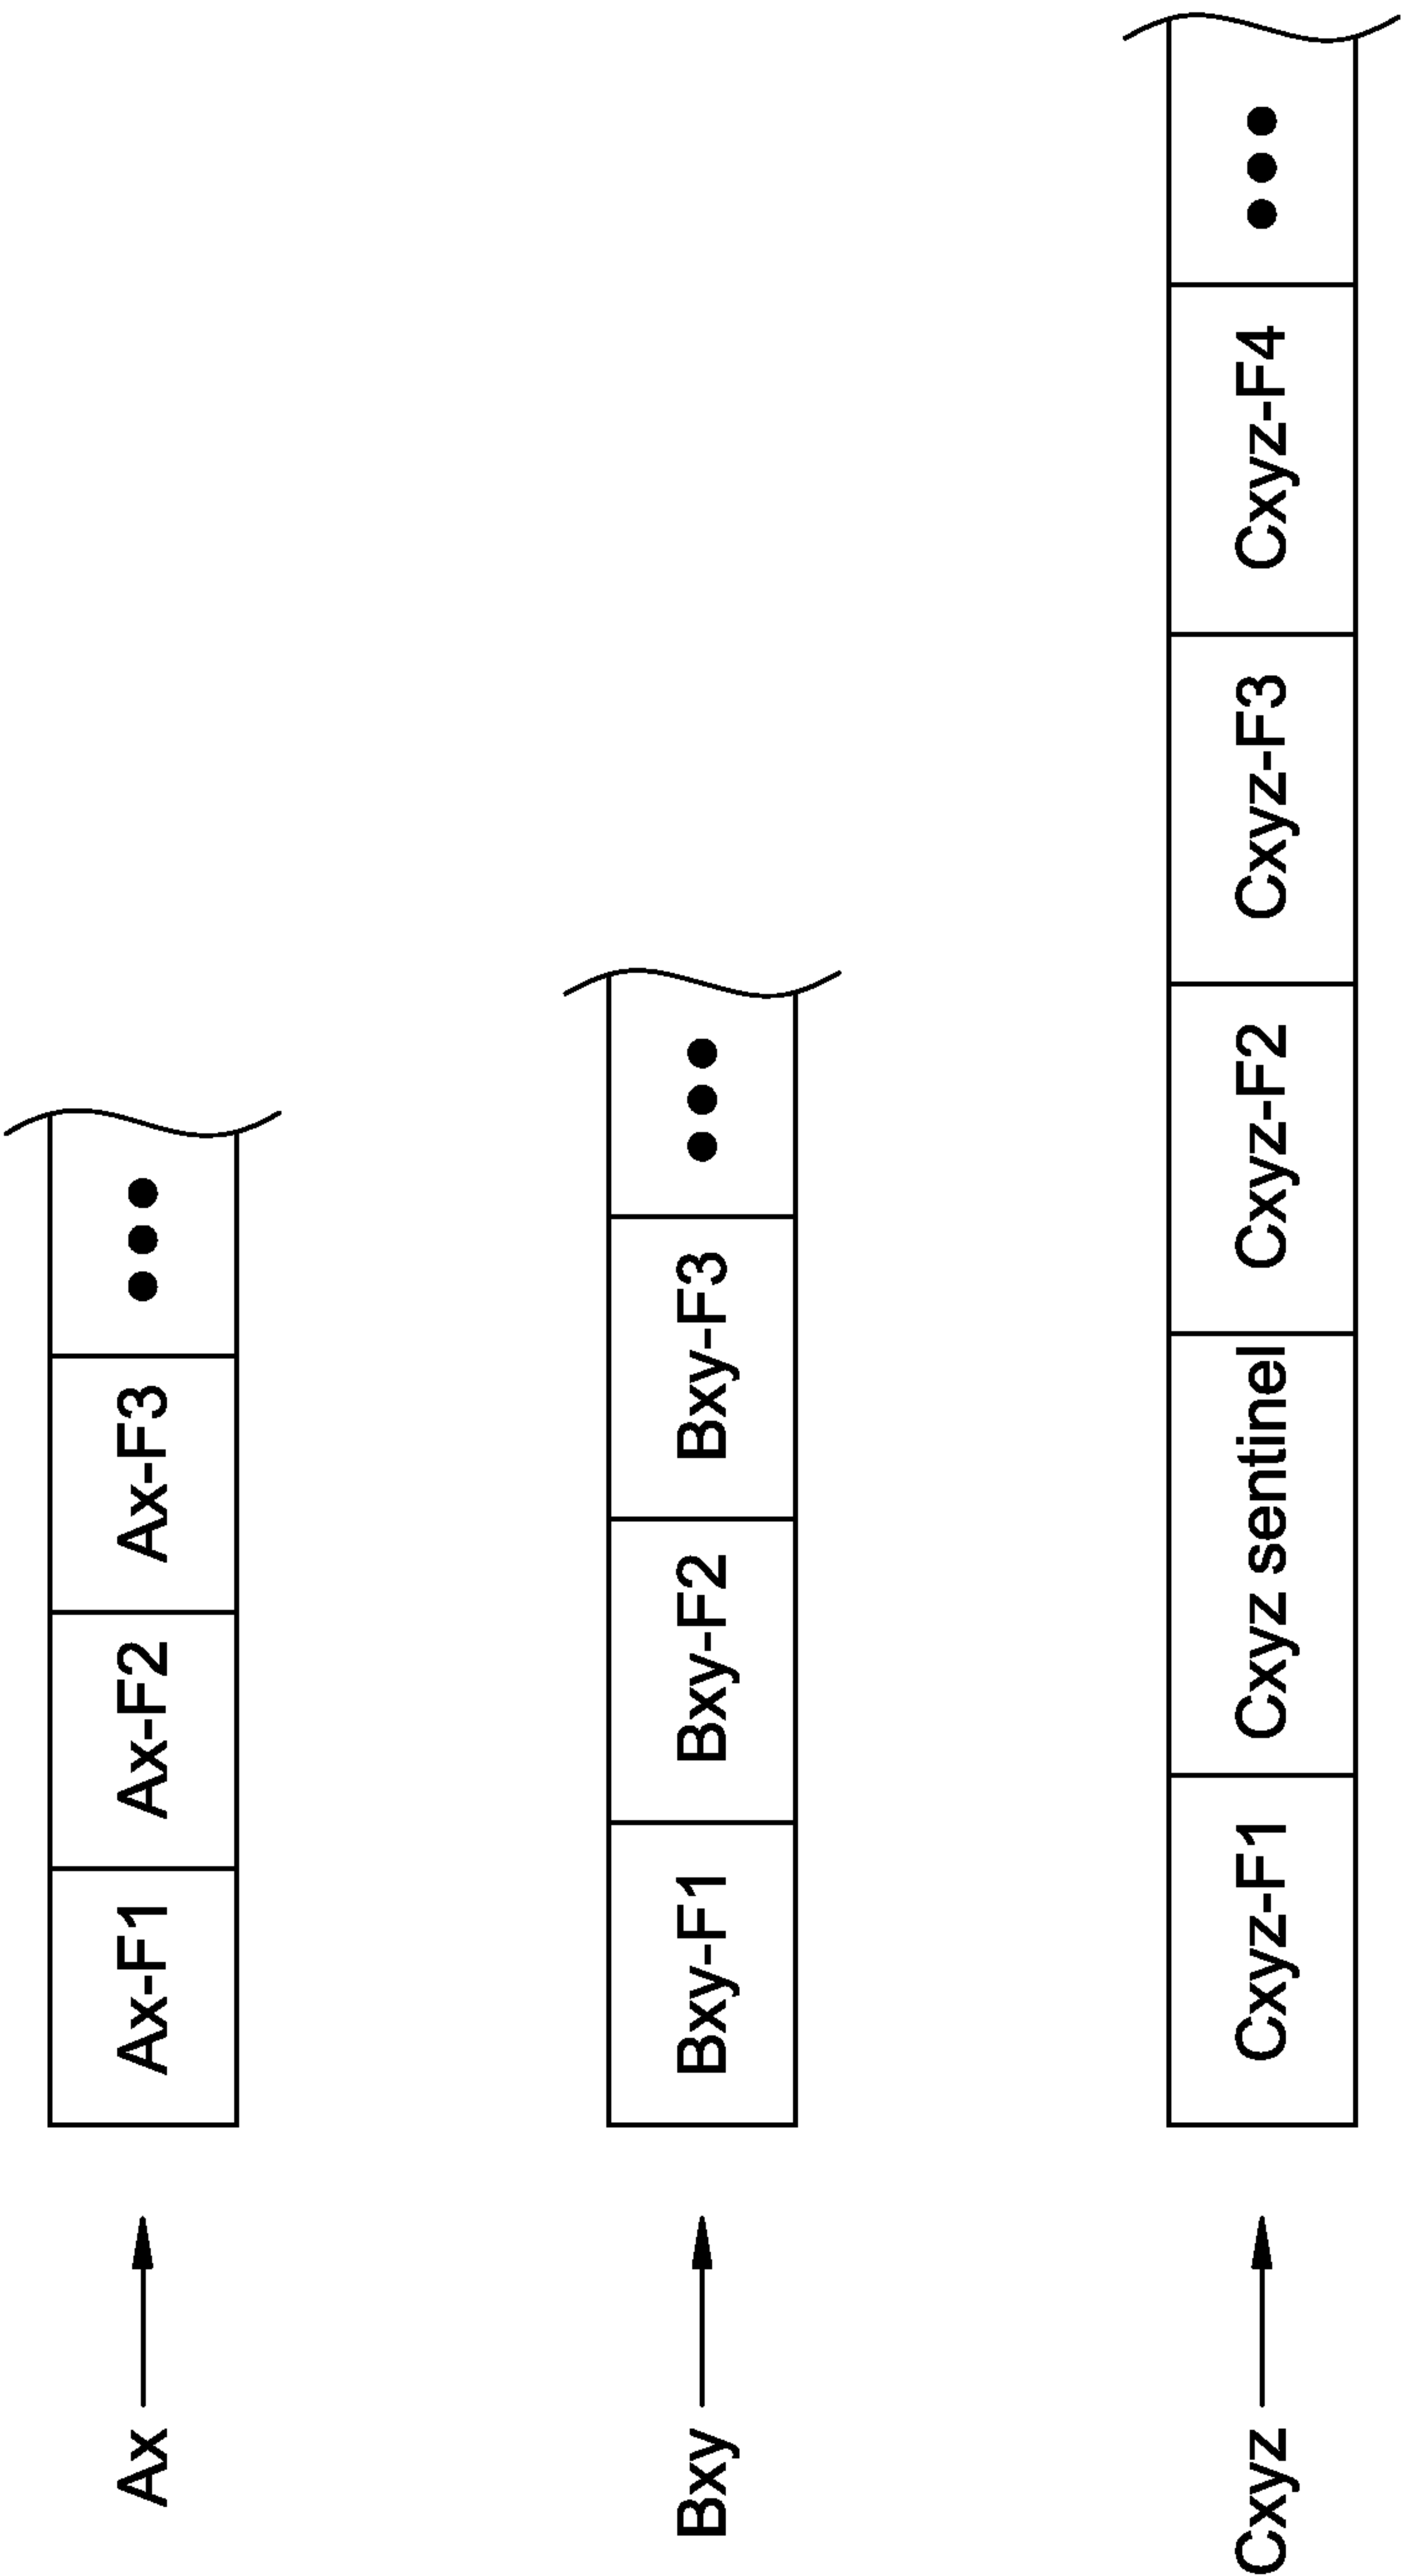 Ax
Ax-F1
Ax-F2
Ax-F3
Bxy
Bxy-F1
Bxy-F2
Bxy-F3
Cxyz
Cxyz-F1
Cxyz sentinel
Cxyz-F2
Cxyz-F3
Cxyz-F4